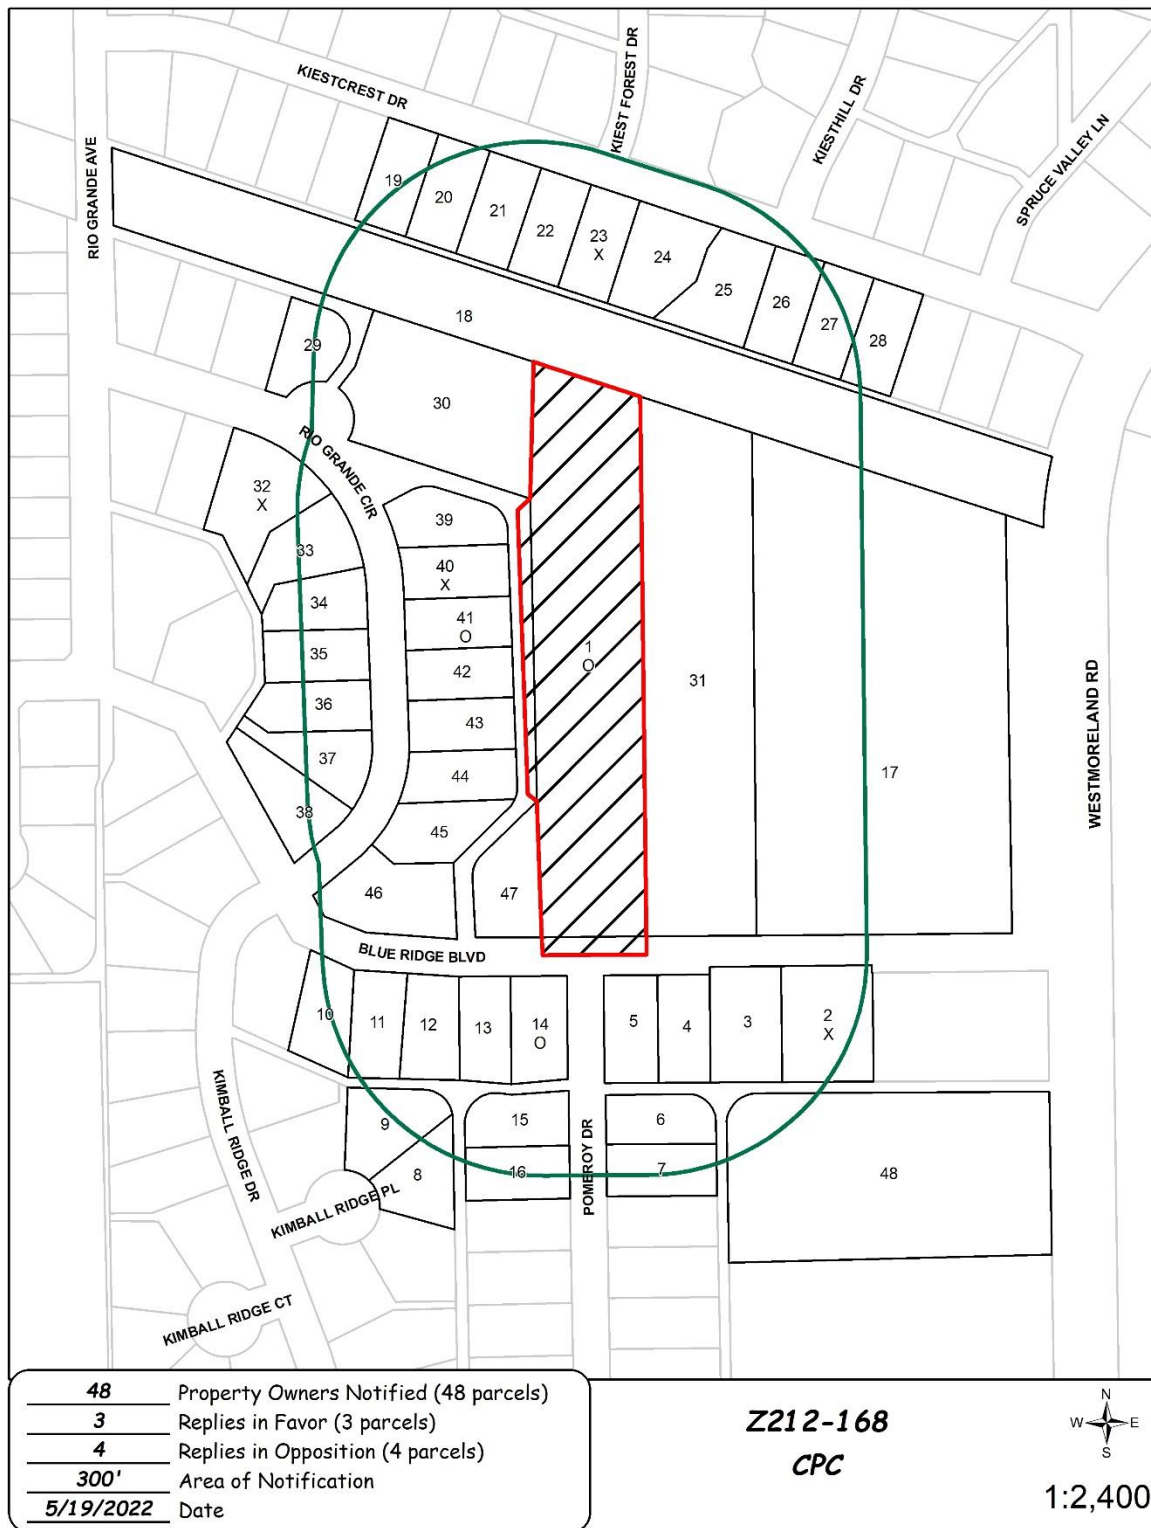 KIESTCREST DR
KIEST FOREST DR
KIESTHILL DR
SPRUCE VALLEY LN
RIO GRANDE AVE
19
20
21
22
23
X
24
25
26
27
28
18
29
30
RIO GRANDE CIR
32
X
33
34
35
36
37
38
39
40
X
41
O
42
43
44
45
46
47
1
O
31
17
WESTMORELAND RD
BLUE RIDGE BLVD
10
11
12
13
14
O
5
4
3
2
X
9
8
15
16
6
7
48
POMEROY DR
KIMBALL RIDGE DR
KIMBALL RIDGE PL
KIMBALL RIDGE CT
48 Property Owners Notified (48 parcels)
3 Replies in Favor (3 parcels)
4 Replies in Opposition (4 parcels)
300' Area of Notification
5/19/2022 Date
Z212-168
CPC
N
W E
S
1:2,400